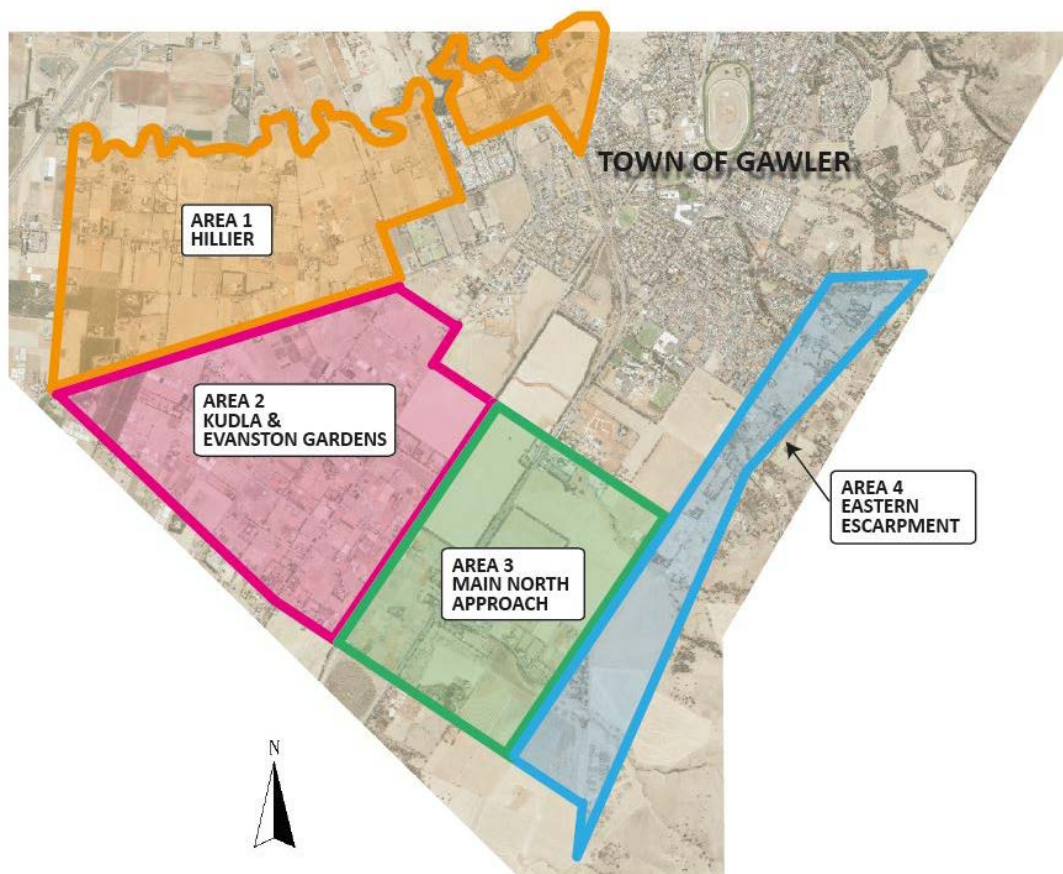 TOWN OF GAWLER
AREA 1
HILLIER
AREA 2
KUDLA &
EVANSTON GARDENS
AREA 4
EASTERN
ESCARPMENT
AREA 3
MAIN NORTH
APPROACH
N